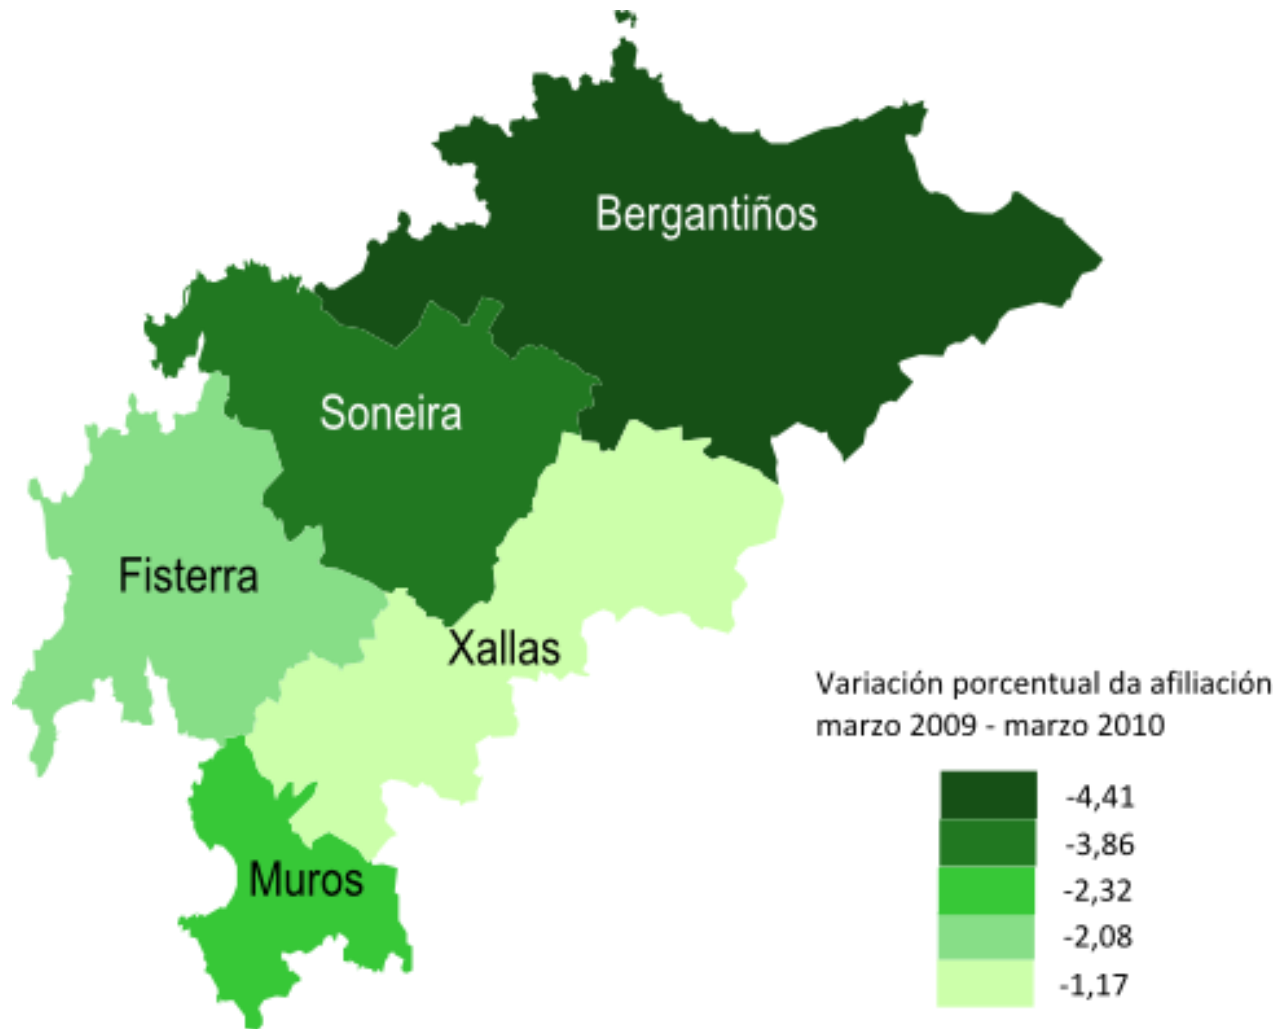 Bergantiños
Soneira
Fisterra
Xallas
Muros
Variación porcentual da afiliación
marzo 2009 - marzo 2010
-4,41
-3,86
-2,32
-2,08
-1,17